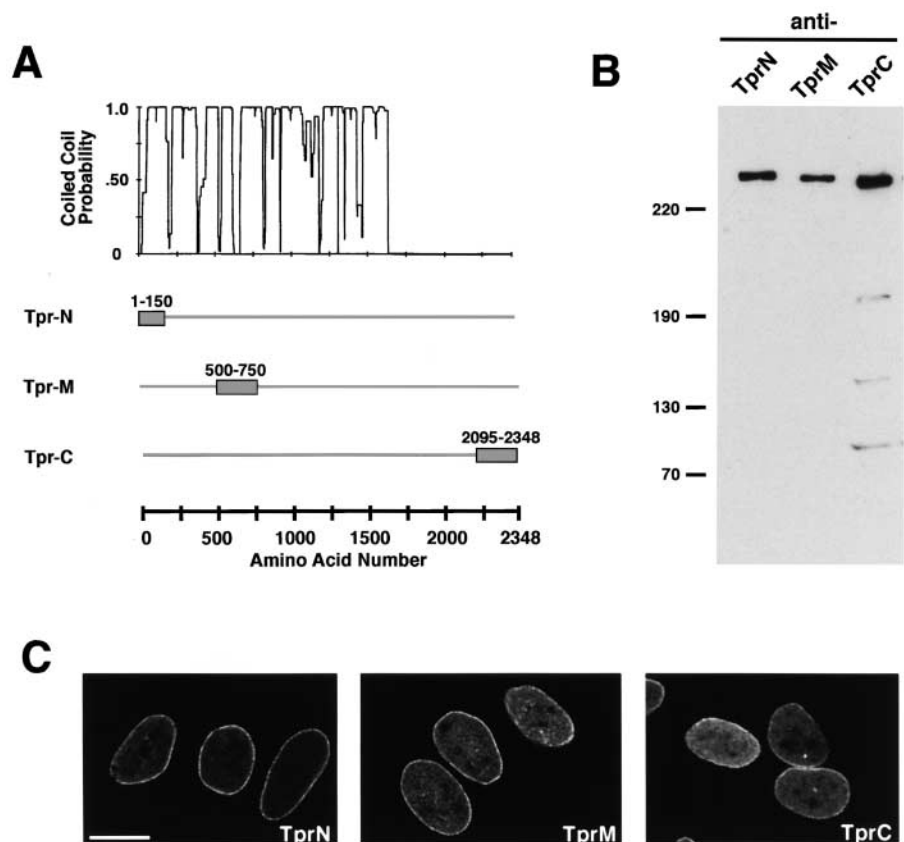 A
1.0
.50
0
Coiled Coil
Probability
Tpr-N
1-150
Tpr-M
500-750
Tpr-C
2095-2348
0 500 1000 1500 2000 2348
Amino Acid Number
B
anti-
TprN TprM TprC
220
190
130
70
C
TprN
TprM
TprC